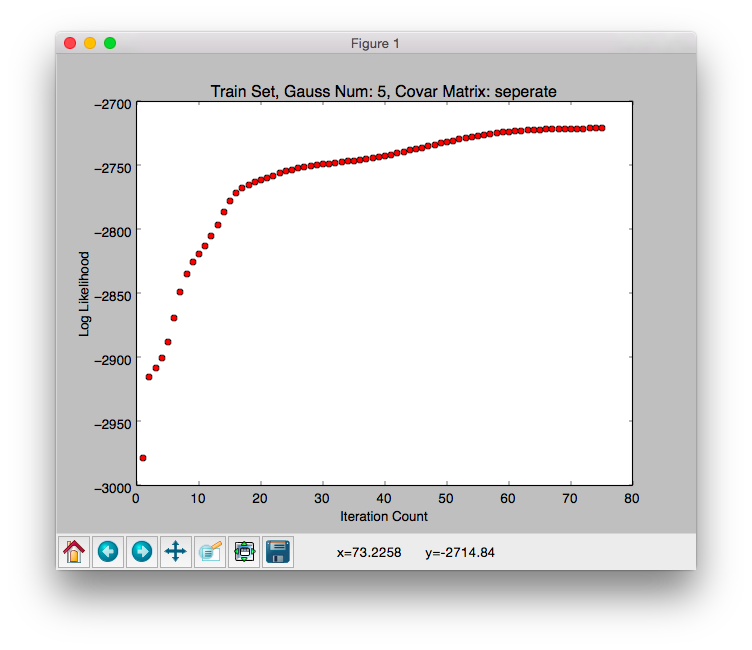 Figure 1
Train Set, Gauss Num: 5, Covar Matrix: seperate
−2700
−2750
−2800
−2850
−2900
−2950
−3000
Log Likelihood
0 10 20 30 40 50 60 70 80
Iteration Count
x=73.2258 y=-2714.84